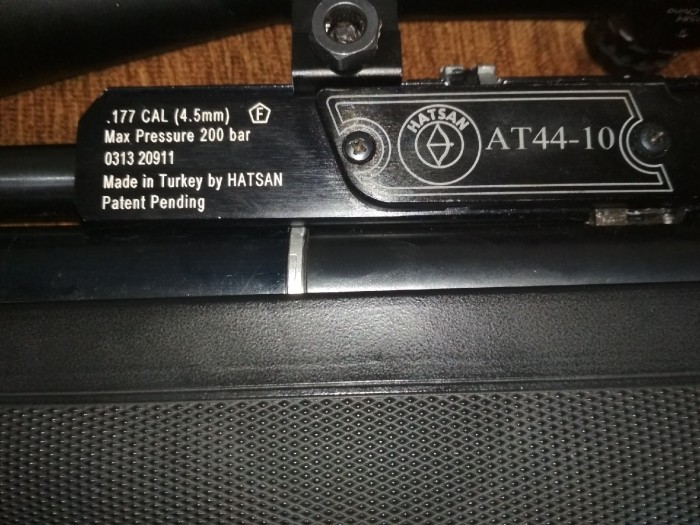 .177 CAL (4.5mm) F
Max Pressure 200 bar
0313 20911
Made in Turkey by HATSAN
Patent Pending
HATSAN
AT44-10
China